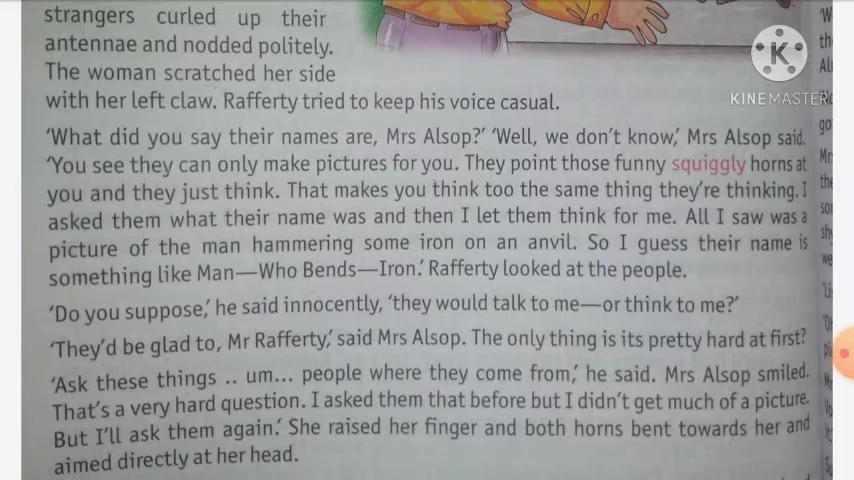 strangers curled up their
antennae and nodded politely.
The woman scratched her side
with her left claw. Rafferty tried to keep his voice casual.
‘What did you say their names are, Mrs Alsop?’ ‘Well, we don’t know,’ Mrs Alsop said.
‘You see they can only make pictures for you. They point those funny squiggly horns at
you and they just think. That makes you think too the same thing they’re thinking. I
asked them what their name was and then I let them think for me. All I saw was a
picture of the man hammering some iron on an anvil. So I guess their name is
something like Man—Who Bends—Iron.’ Rafferty looked at the people.
‘Do you suppose,’ he said innocently, ‘they would talk to me—or think to me?’
‘They’d be glad to, Mr Rafferty,’ said Mrs Alsop. The only thing is its pretty hard at first?
‘Ask these things .. um... people where they come from,’ he said. Mrs Alsop smiled.
That’s a very hard question. I asked them that before but I didn’t get much of a picture.
But I’ll ask them again.’ She raised her finger and both horns bent towards her and
aimed directly at her head.
K
KINEMASTER